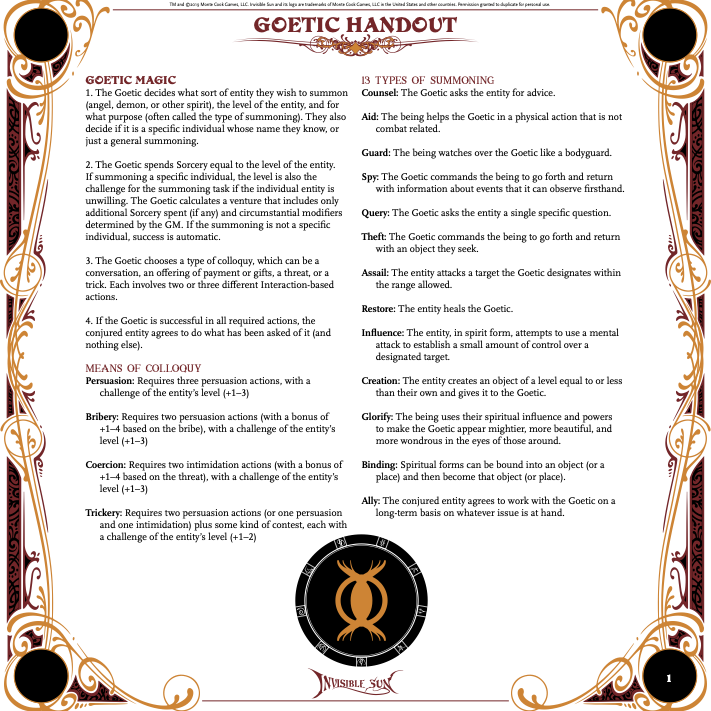 TM and ©2019 Monte Cook Games, LLC. Invisible Sun and its logo are trademarks of Monte Cook Games, LLC in the United States and other countries. Permission granted to duplicate for personal use.
GOETIC HANDOUT
GOETIC MAGIC
1. The Goetic decides what sort of entity they wish to summon
(angel, demon, or other spirit), the level of the entity, and for
what purpose (often called the type of summoning). They also
decide if it is a specific individual whose name they know, or
just a general summoning.
2. The Goetic spends Sorcery equal to the level of the entity.
If summoning a specific individual, the level is also the
challenge for the summoning task if the individual entity is
unwilling. The Goetic calculates a venture that includes only
additional Sorcery spent (if any) and circumstantial modifiers
determined by the GM. If the summoning is not a specific
individual, success is automatic.
3. The Goetic chooses a type of colloquy, which can be a
conversation, an offering of payment or gifts, a threat, or a
trick. Each involves two or three different Interaction-based
actions.
4. If the Goetic is successful in all required actions, the
conjured entity agrees to do what has been asked of it (and
nothing else).
MEANS OF COLLOQUY
Persuasion: Requires three persuasion actions, with a
challenge of the entity's level (+1–3)
Bribery: Requires two persuasion actions (with a bonus of
+1–4 based on the bribe), with a challenge of the entity's
level (+1–3)
Coercion: Requires two intimidation actions (with a bonus of
+1–4 based on the threat), with a challenge of the entity's
level (+1–3)
Trickery: Requires two persuasion actions (or one persuasion
and one intimidation) plus some kind of contest, each with
a challenge of the entity's level (+1–2)
13 TYPES OF SUMMONING
Counsel: The Goetic asks the entity for advice.
Aid: The being helps the Goetic in a physical action that is not
combat related.
Guard: The being watches over the Goetic like a bodyguard.
Spy: The Goetic commands the being to go forth and return
with information about events that it can observe firsthand.
Query: The Goetic asks the entity a single specific question.
Theft: The Goetic commands the being to go forth and return
with an object they seek.
Assail: The entity attacks a target the Goetic designates within
the range allowed.
Restore: The entity heals the Goetic.
Influence: The entity, in spirit form, attempts to use a mental
attack to establish a small amount of control over a
designated target.
Creation: The entity creates an object of a level equal to or less
than their own and gives it to the Goetic.
Glorify: The being uses their spiritual influence and powers
to make the Goetic appear mightier, more beautiful, and
more wondrous in the eyes of those around.
Binding: Spiritual forms can be bound into an object (or a
place) and then become that object (or place).
Ally: The conjured entity agrees to work with the Goetic on a
long-term basis on whatever issue is at hand.
INVISIBLE SUN
1